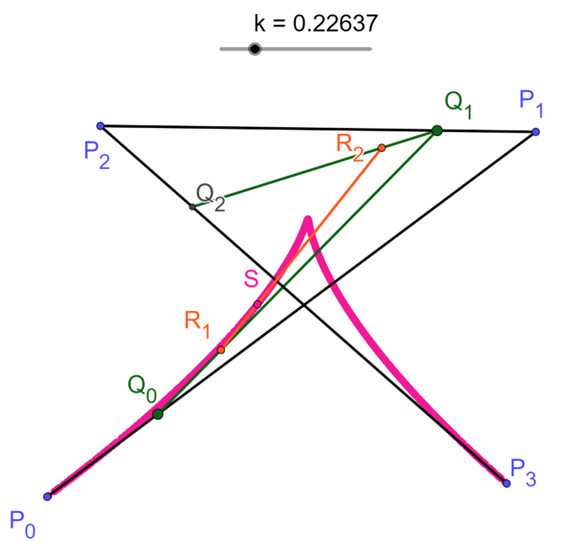 k = 0.22637
Q₁
P₁
P₂
R₂
Q₂
S
R₁
Q₀
P₃
P₀